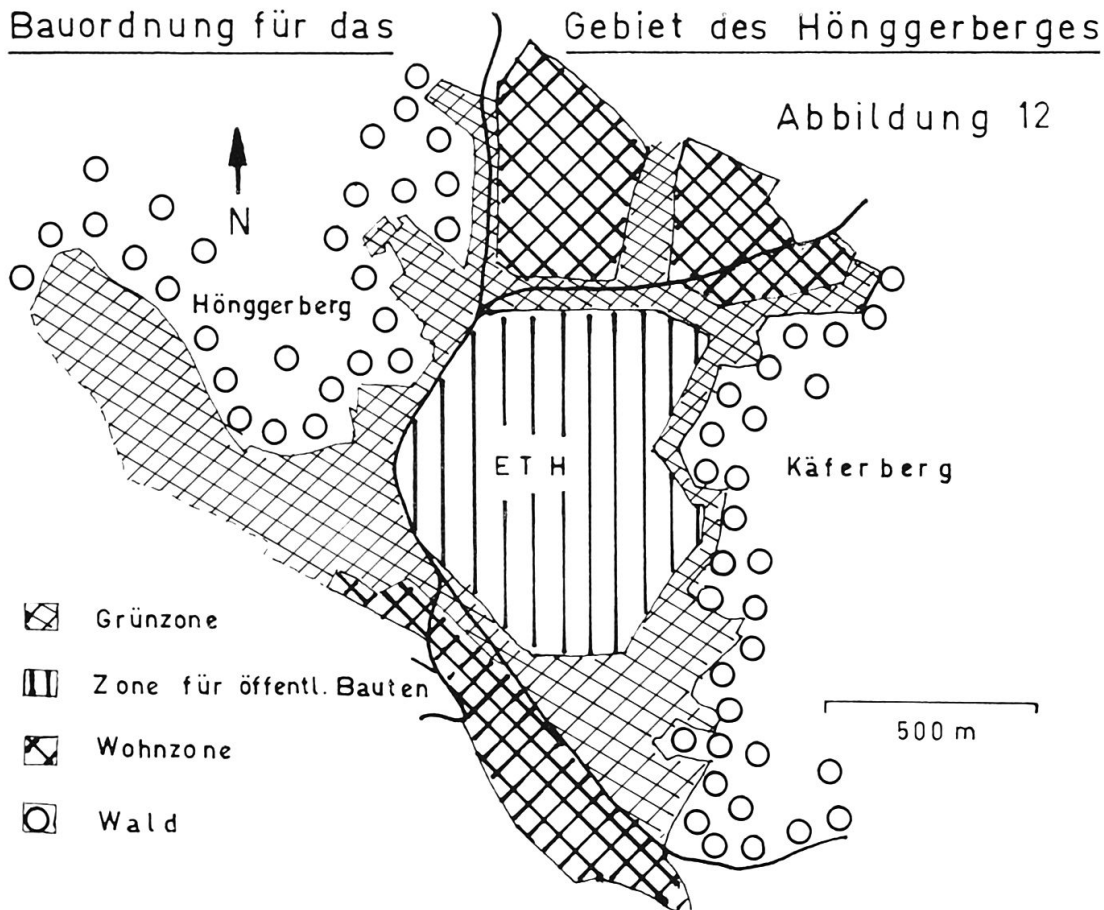 Bauordnung für das Gebiet des Hönggerberges
Abbildung 12
N
Hönggerberg
ETH
Käferberg
Grünzone
Zone für öffentl. Bauten
Wohnzone
Wald
500 m